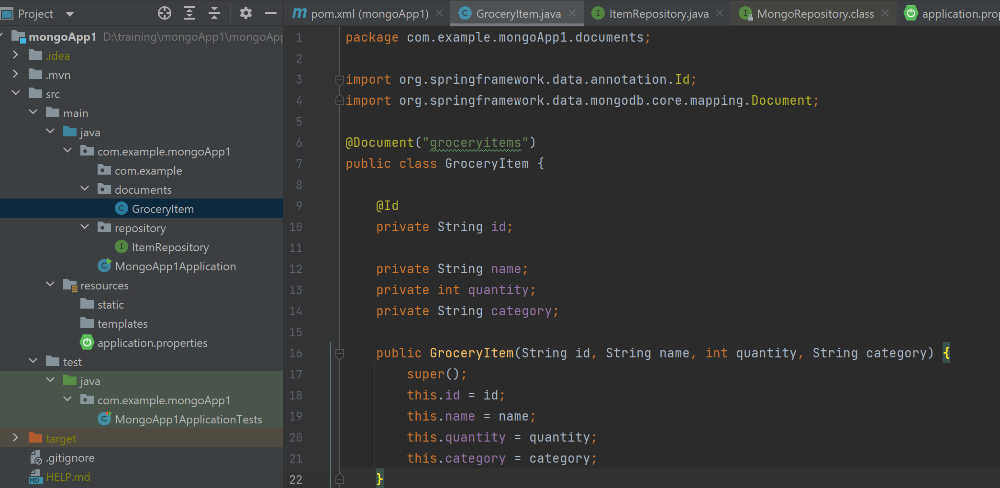 Project
pom.xml (mongoApp1)
GroceryItem.java
ItemRepository.java
MongoRepository.class
mongoApp1 D:\training\mongoApp1\mongoApp
.idea
.mvn
src
main
java
com.example.mongoApp1
com.example
documents
GroceryItem
repository
ItemRepository
MongoApp1Application
resources
static
templates
application.properties
test
java
com.example.mongoApp1
MongoApp1ApplicationTests
target
.gitignore
HELP.md
1 package com.example.mongoApp1.documents;
2
3 import org.springframework.data.annotation.Id;
4 import org.springframework.data.mongodb.core.mapping.Document;
5
6 @Document("groceryitems")
7 public class GroceryItem {
8
9 @Id
10 private String id;
11
12 private String name;
13 private int quantity;
14 private String category;
15
16 public GroceryItem(String id, String name, int quantity, String category) {
17 super();
18 this.id = id;
19 this.name = name;
20 this.quantity = quantity;
21 this.category = category;
22 }